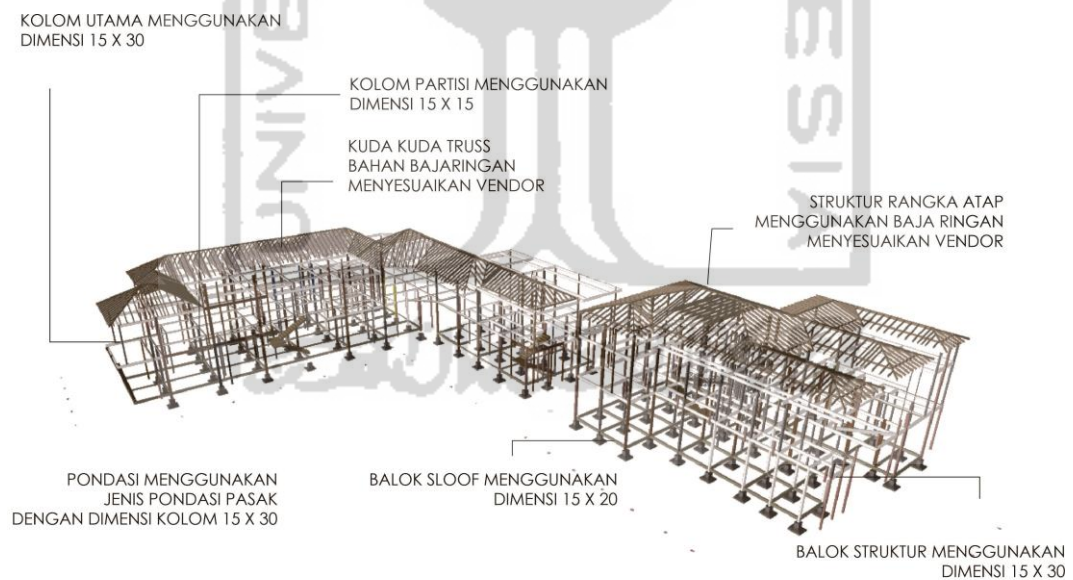 KOLOM UTAMA MENGGUNAKAN
DIMENSI 15 X 30
KOLOM PARTISI MENGGUNAKAN
DIMENSI 15 X 15
KUDA KUDA TRUSS
BAHAN BAJARINGAN
MENYESUAIKAN VENDOR
STRUKTUR RANGKA ATAP
MENGGUNAKAN BAJA RINGAN
MENYESUAIKAN VENDOR
PONDASI MENGGUNAKAN
JENIS PONDASI PASAK
DENGAN DIMENSI KOLOM 15 X 30
BALOK SLOOF MENGGUNAKAN
DIMENSI 15 X 20
BALOK STRUKTUR MENGGUNAKAN
DIMENSI 15 X 30
UNIVE
ESIA